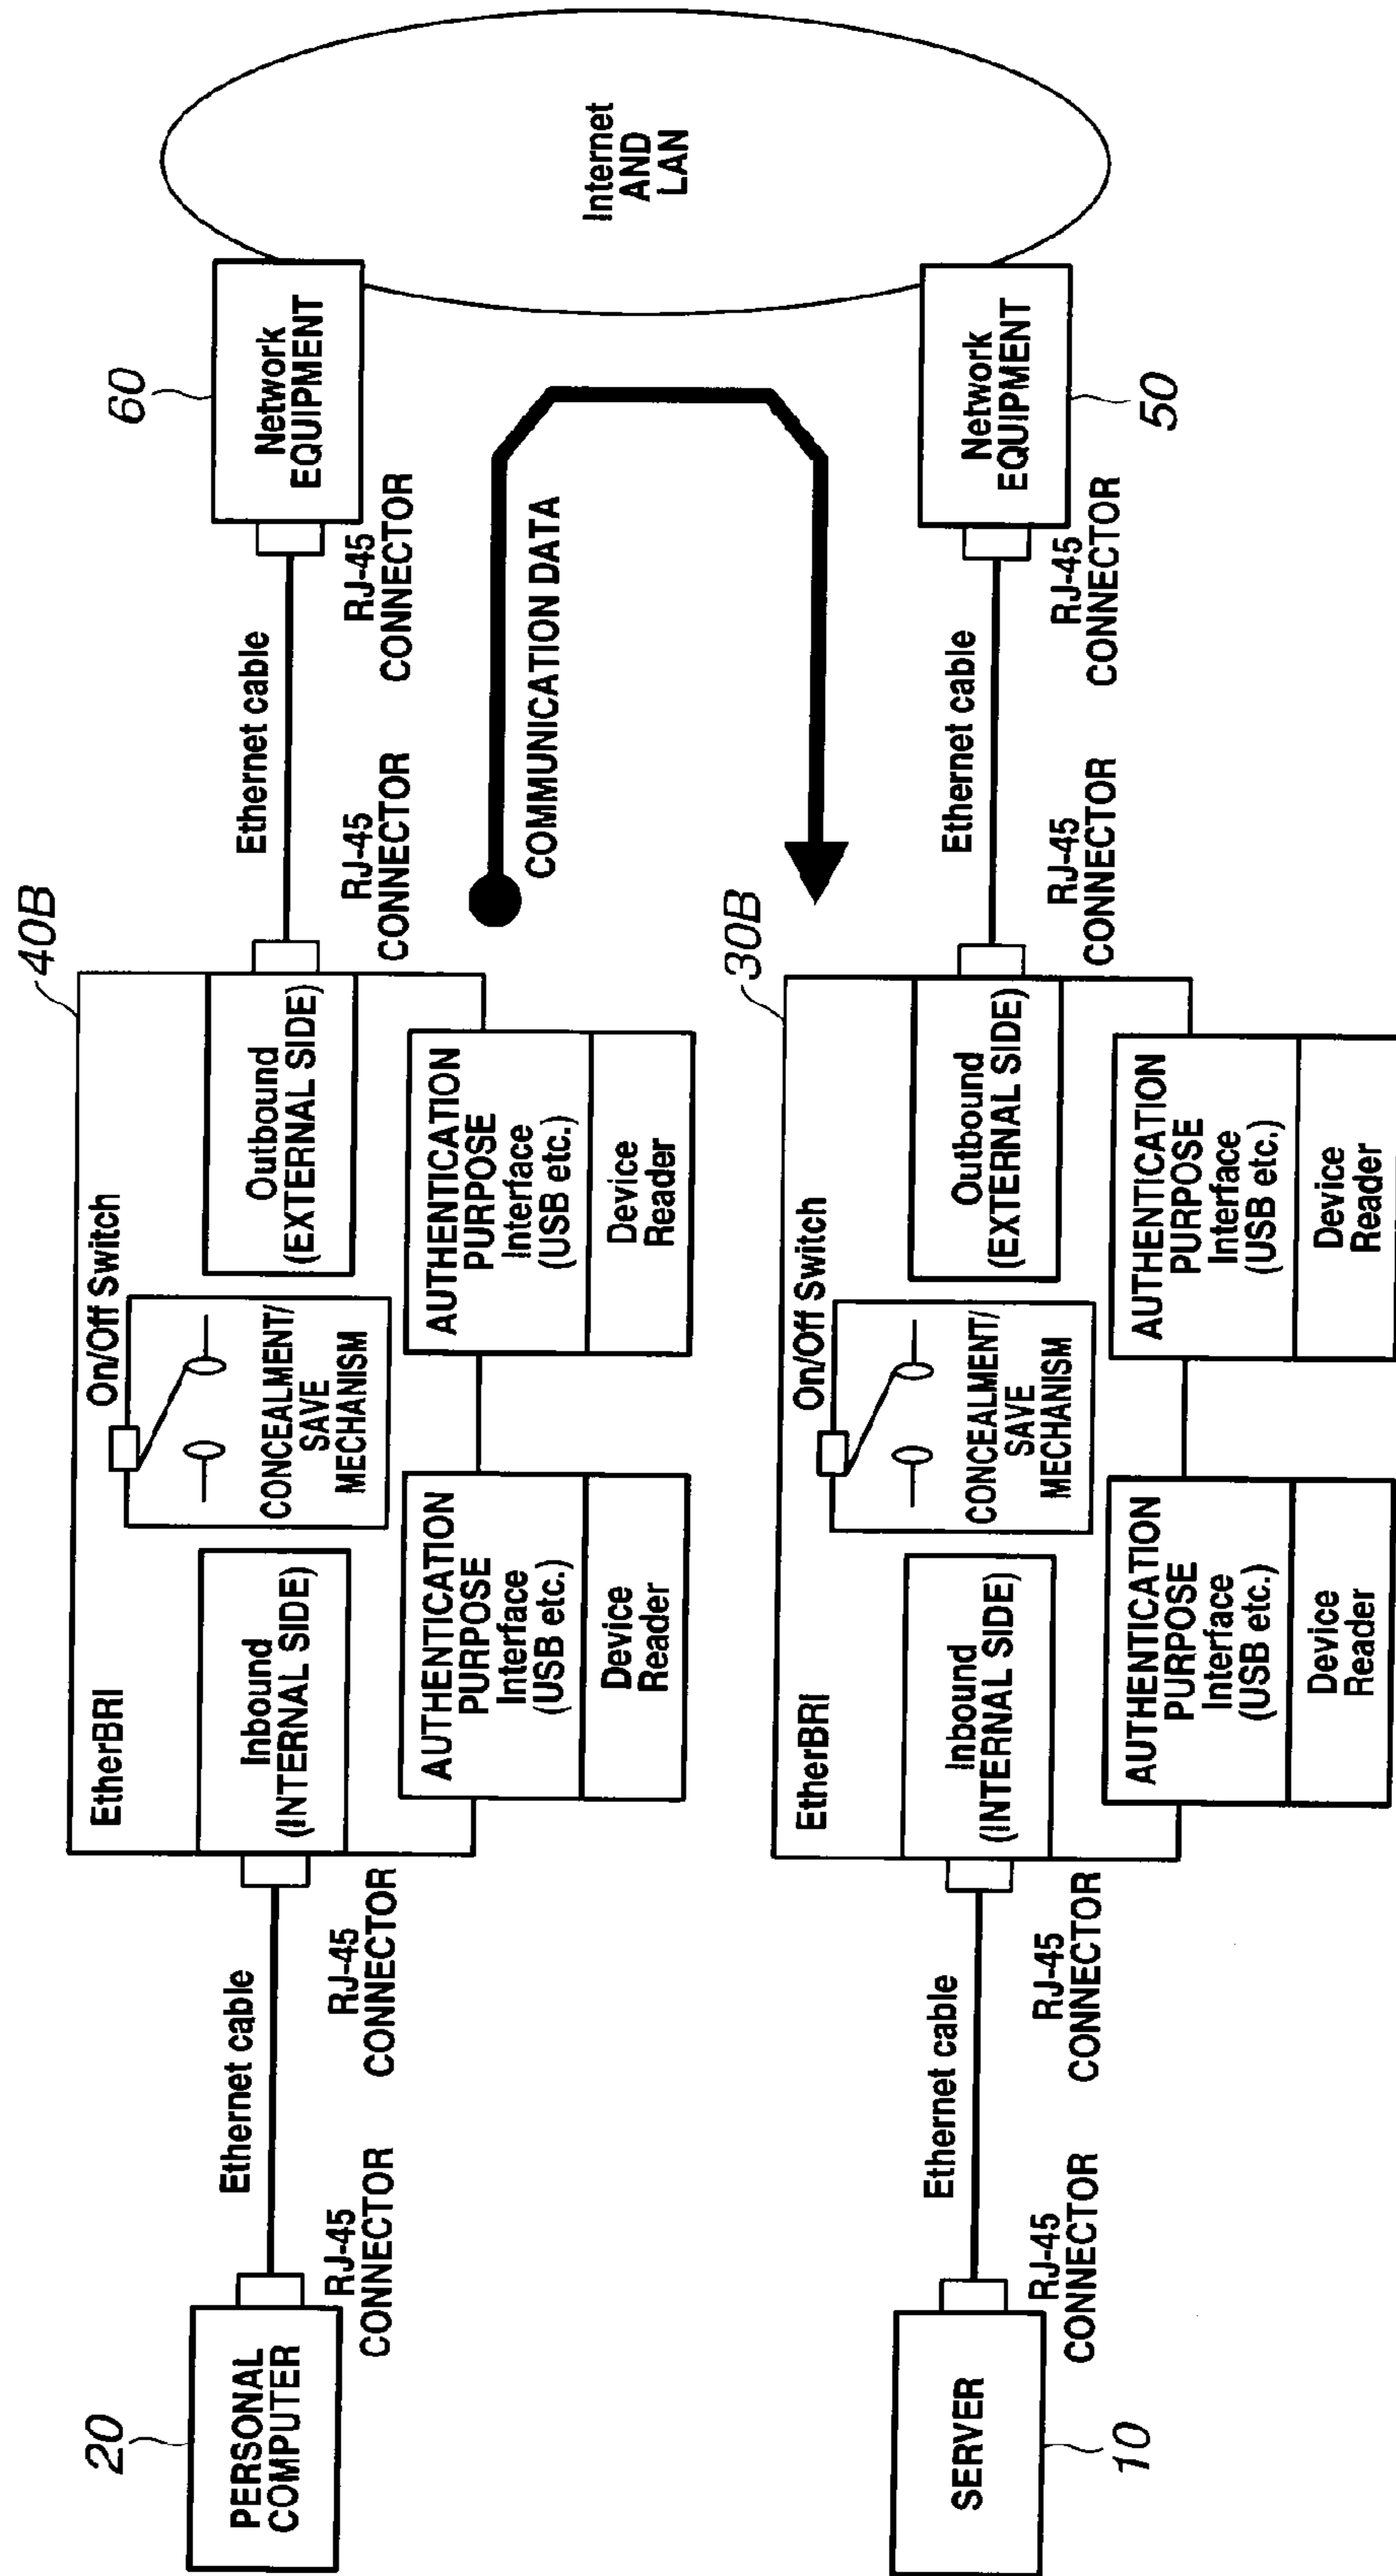 20
PERSONAL
COMPUTER
RJ-45
CONNECTOR
Ethernet cable
RJ-45
CONNECTOR
40B
EtherBRI
On/Off Switch
Inbound
(INTERNAL SIDE)
CONCEALMENT/
SAVE
MECHANISM
Outbound
(EXTERNAL SIDE)
AUTHENTICATION
PURPOSE
Interface
(USB etc.)
Device
Reader
AUTHENTICATION
PURPOSE
Interface
(USB etc.)
Device
Reader
RJ-45
CONNECTOR
Ethernet cable
RJ-45
CONNECTOR
60
Network
EQUIPMENT
Internet
AND
LAN
COMMUNICATION DATA
SERVER
10
RJ-45
CONNECTOR
Ethernet cable
RJ-45
CONNECTOR
30B
EtherBRI
On/Off Switch
Inbound
(INTERNAL SIDE)
CONCEALMENT/
SAVE
MECHANISM
Outbound
(EXTERNAL SIDE)
AUTHENTICATION
PURPOSE
Interface
(USB etc.)
Device
Reader
AUTHENTICATION
PURPOSE
Interface
(USB etc.)
Device
Reader
RJ-45
CONNECTOR
Ethernet cable
RJ-45
CONNECTOR
Network
EQUIPMENT
50